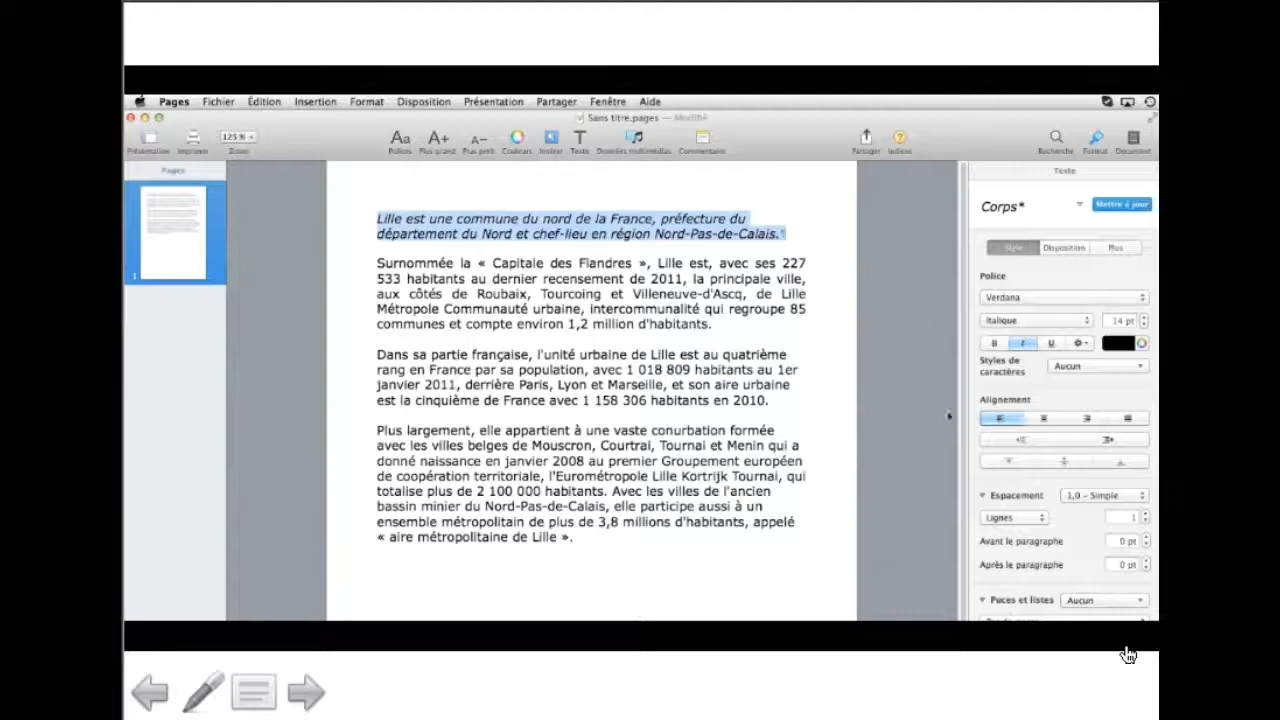 Pages Fichier Édition Insertion Format Disposition Présentation Partager Fenêtre Aide
Sans titre.pages — Modifié
125 %
Présentation Imprimer Zoom Polices Plus grand Plus petit Couleurs Insérer Texte Données multimédias Commentaire Partager Indices Recherche Format Document
Pages
Texte
1
Lille est une commune du nord de la France, préfecture du
département du Nord et chef-lieu en région Nord-Pas-de-Calais.¶
Surnommée la « Capitale des Flandres », Lille est, avec ses 227
533 habitants au dernier recensement de 2011, la principale ville,
aux côtés de Roubaix, Tourcoing et Villeneuve-d'Ascq, de Lille
Métropole Communauté urbaine, intercommunalité qui regroupe 85
communes et compte environ 1,2 million d'habitants.
Dans sa partie française, l'unité urbaine de Lille est au quatrième
rang en France par sa population, avec 1 018 809 habitants au 1er
janvier 2011, derrière Paris, Lyon et Marseille, et son aire urbaine
est la cinquième de France avec 1 158 306 habitants en 2010.
Plus largement, elle appartient à une vaste conurbation formée
avec les villes belges de Mouscron, Courtrai, Tournai et Menin qui a
donné naissance en janvier 2008 au premier Groupement européen
de coopération territoriale, l'Eurométropole Lille Kortrijk Tournai, qui
totalise plus de 2 100 000 habitants. Avec les villes de l'ancien
bassin minier du Nord-Pas-de-Calais, elle participe aussi à un
ensemble métropolitain de plus de 3,8 millions d'habitants, appelé
« aire métropolitaine de Lille ».
Corps*
Mettre à jour
Style Disposition Plus
Police
Verdana
Italique 14 pt
B I U
Styles de
caractères
Aucun
Alignement
Espacement 1,0 - Simple
Lignes 1
Avant le paragraphe 0 pt
Après le paragraphe 0 pt
Puces et listes Aucun